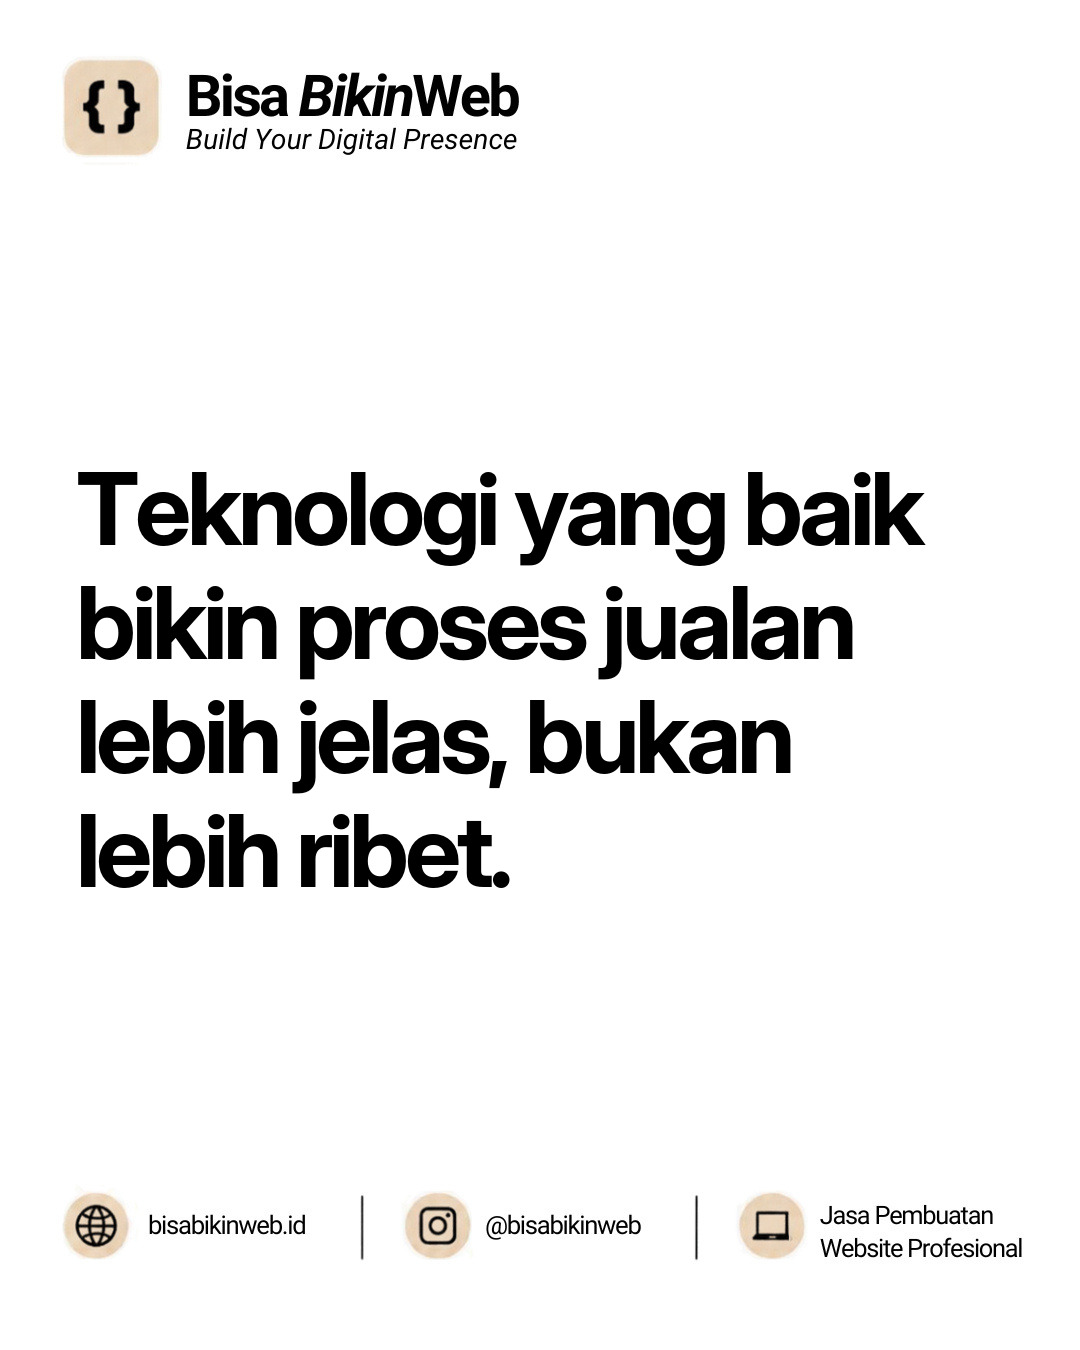 { }
Bisa BikinWeb
Build Your Digital Presence
Teknologi yang baik
bikin proses jualan
lebih jelas, bukan
lebih ribet.
bisabikinweb.id
@bisabikinweb
Jasa Pembuatan
Website Profesional